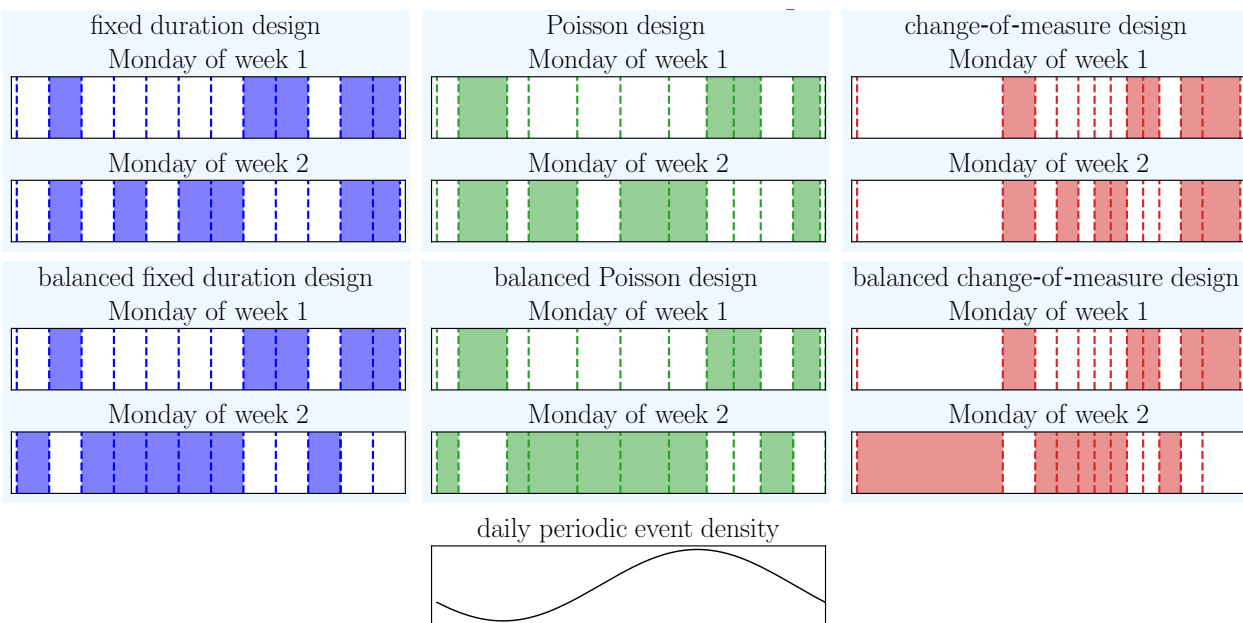 fixed duration design
Monday of week 1
Monday of week 2
Poisson design
Monday of week 1
Monday of week 2
change-of-measure design
Monday of week 1
Monday of week 2
balanced fixed duration design
Monday of week 1
Monday of week 2
balanced Poisson design
Monday of week 1
Monday of week 2
balanced change-of-measure design
Monday of week 1
Monday of week 2
daily periodic event density